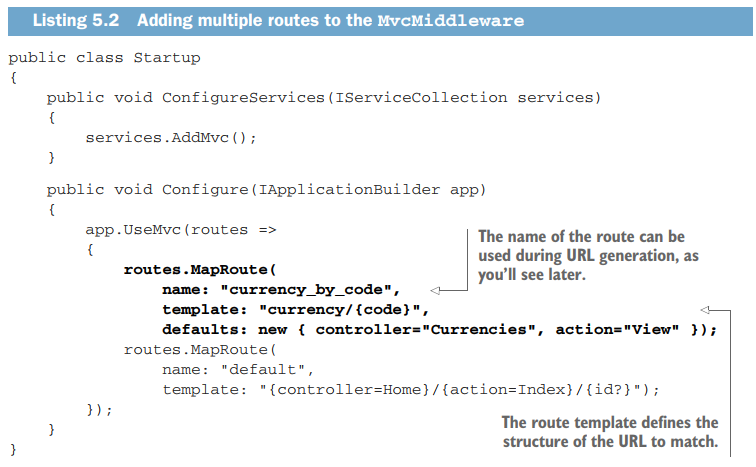 Listing 5.2 Adding multiple routes to the MvcMiddleware
public class Startup
{
    public void ConfigureServices(IServiceCollection services)
    {
        services.AddMvc();
    }
    public void Configure(IApplicationBuilder app)
    {
        app.UseMvc(routes =>
        {
            routes.MapRoute(
                name: "currency_by_code",
                template: "currency/{code}",
                defaults: new { controller="Currencies", action="View" });
            routes.MapRoute(
                name: "default",
                template: "{controller=Home}/{action=Index}/{id?}");
        });
    }
}
The name of the route can be
used during URL generation, as
you'll see later.
The route template defines the
structure of the URL to match.